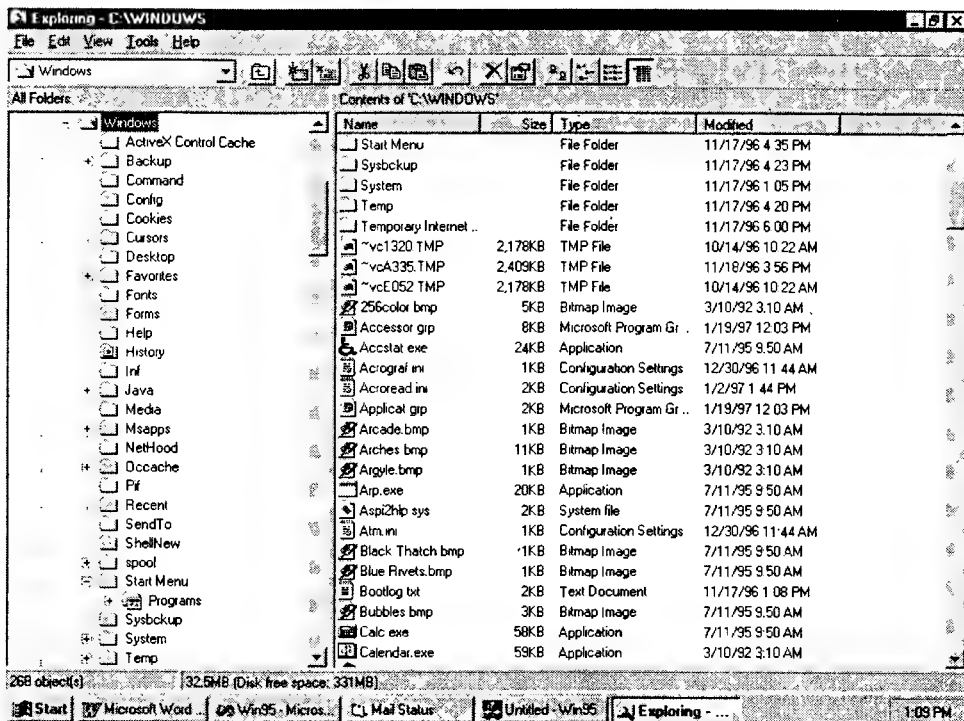 Exploring - C:\WINDOWS
File Edit View Tools Help
Windows
All Folders
Contents of 'C:\WINDOWS'
Windows
ActiveX Control Cache
Backup
Command
Config
Cookies
Cursors
Desktop
Favorites
Fonts
Forms
Help
History
Inf
Java
Media
Msapps
NetHood
Occache
Pif
Recent
SendTo
ShellNew
spool
Start Menu
Programs
Sysbckup
System
Temp
Name Size Type Modified
Start Menu File Folder 11/17/96 4 35 PM
Sysbckup File Folder 11/17/96 4 23 PM
System File Folder 11/17/96 1 05 PM
Temp File Folder 11/17/96 4 20 PM
Temporary Internet .. File Folder 11/17/96 6 00 PM
~vc1320 TMP 2,178KB TMP File 10/14/96 10 22 AM
~vcA335.TMP 2,409KB TMP File 11/18/96 3 56 PM
~vcE052 TMP 2,178KB TMP File 10/14/96 10 22 AM
256color bmp 5KB Bitmap Image 3/10/92 3.10 AM
Accessor grp 8KB Microsoft Program Gr . 1/19/97 12 03 PM
Accstat exe 24KB Application 7/11/95 9.50 AM
Acrograf ini 1KB Configuration Settings 12/30/96 11 44 AM
Acroread ini 2KB Configuration Settings 1/2/97 1 44 PM
Applicat grp 2KB Microsoft Program Gr .. 1/19/97 12 03 PM
Arcade.bmp 1KB Bitmap Image 3/10/92 3.10 AM
Arches bmp 11KB Bitmap Image 3/10/92 3 10 AM
Argyle.bmp 1KB Bitmap Image 3/10/92 3:10 AM
Arp.exe 20KB Application 7/11/95 9 50 AM
Aspi2hlp sys 2KB System file 7/11/95 9 50 AM
Atm.ini 1KB Configuration Settings 12/30/96 11:44 AM
Black Thatch bmp 1KB Bitmap Image 7/11/95 9 50 AM
Blue Rivets.bmp 1KB Bitmap Image 7/11/95 9 50 AM
Bootlog txt 2KB Text Document 11/17/96 1 08 PM
Bubbles bmp 3KB Bitmap Image 7/11/95 9.50 AM
Calc exe 58KB Application 7/11/95 9:50 AM
Calendar.exe 59KB Application 3/10/92 3:10 AM
268 object(s) 32.5MB (Disk free space: 331MB)
Start Microsoft Word .. Win95 - Micros... Mail Status Untitled - Win95 Exploring - ... 1:09 PM